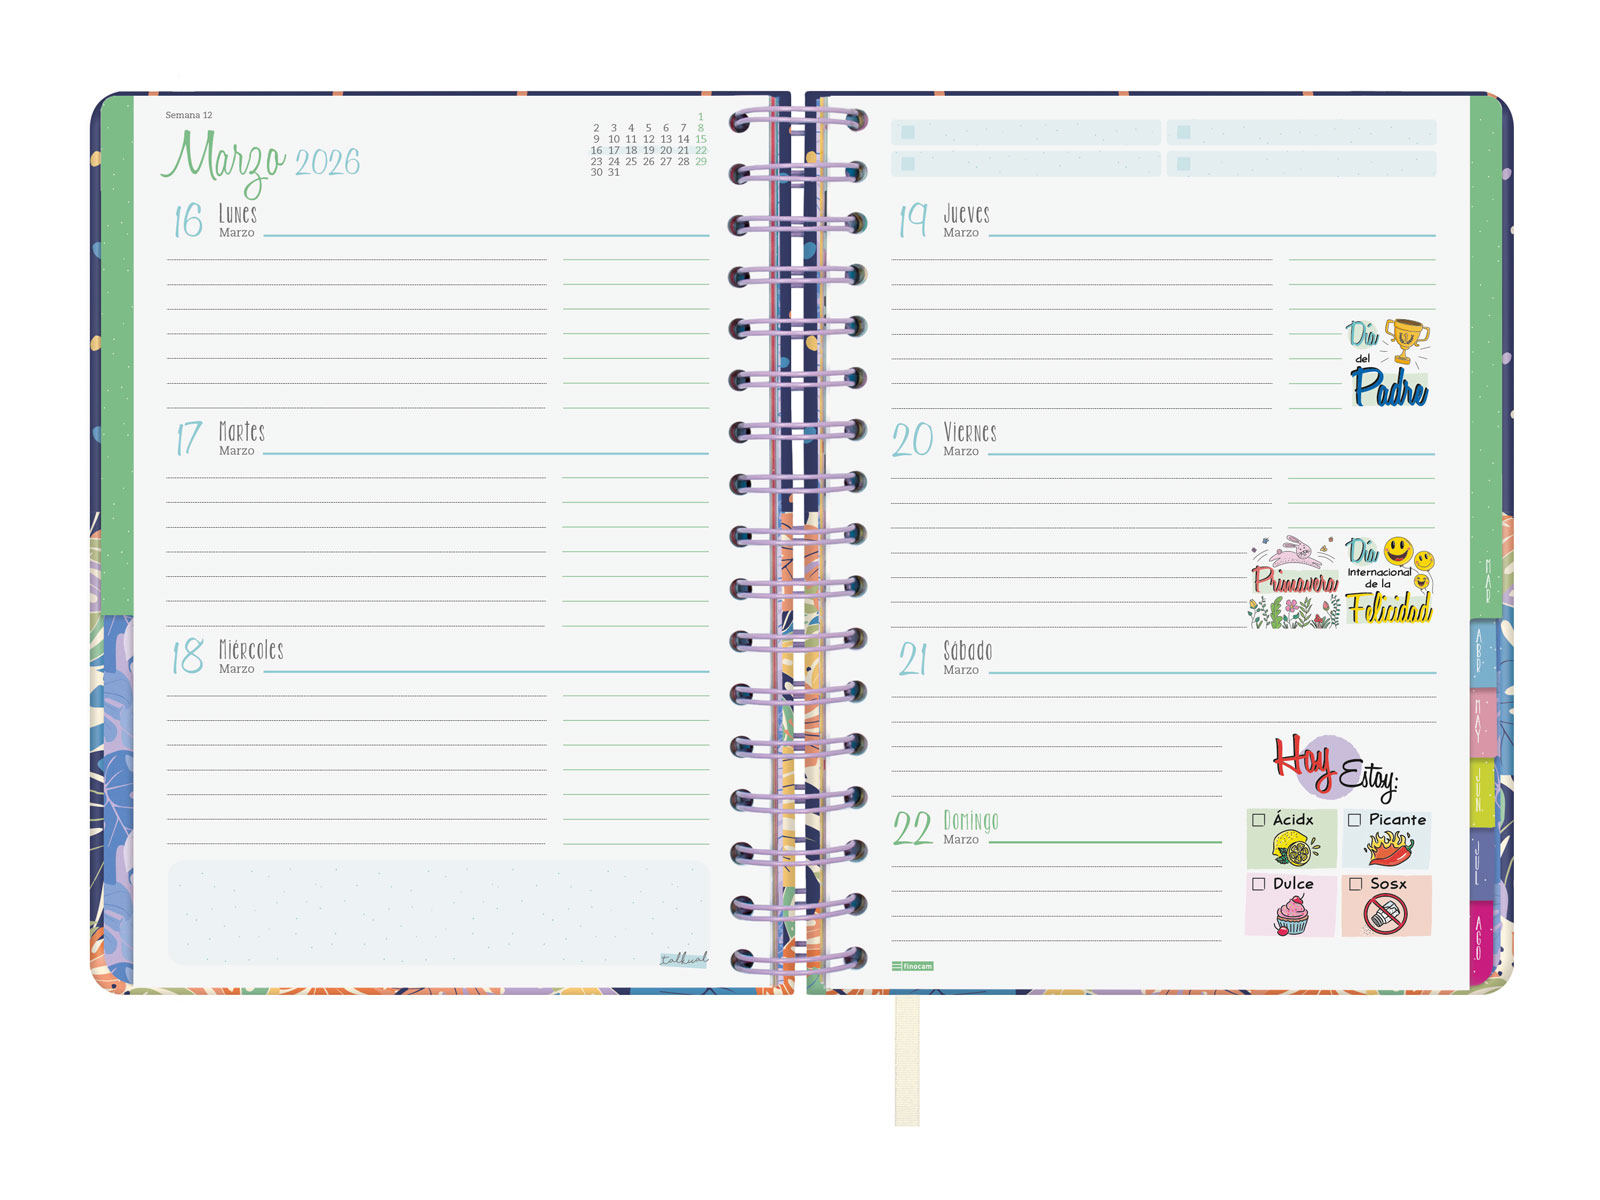 Semana 12
Marzo 2026
1
2 3 4 5 6 7 8
9 10 11 12 13 14 15
16 17 18 19 20 21 22
23 24 25 26 27 28 29
30 31
16 Lunes
Marzo
17 Martes
Marzo
18 Miércoles
Marzo
talkual
19 Jueves
Marzo
Día
del
Padre
20 Viernes
Marzo
Primavera
Día
Internacional
de la
Felicidad
21 Sábado
Marzo
Hoy
Estoy:
Ácidx
Picante
Dulce
Sosx
22 Domingo
Marzo
finocam
MAR
ABR
MAY
JUN
JUL
AGO